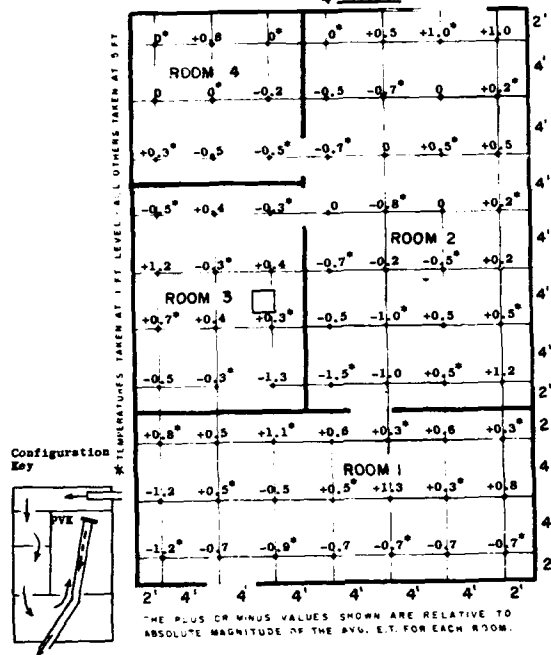 2'
0* +0.8 0* 0* +0.5 +1.0* +1.0
4'
ROOM 4
0 0* -0.2 -0.5 -0.7* 0 +0.2*
4'
+0.3* -0.5 -0.5* -0.7* 0 +0.5* +0.5
4'
-0.5* +0.4 -0.3* 0 -0.8* 0 +0.2*
4'
ROOM 2
+1.2 -0.3* +0.4 -0.7* -0.2 -0.5* +0.2
4'
ROOM 3
+0.7* +0.4 +0.3* -0.5 -1.0* +0.5 +0.5*
4'
-0.5 -0.3* -1.3 -1.5* -1.0 +0.5* +1.2
2'
2'
+0.8* +0.5 +1.1* +0.6 +0.3* +0.6 +0.3*
4'
ROOM 1
-1.2 +0.5* -0.5 +0.5* +1.3 +0.3* +0.8
4'
-1.2* -0.7 -0.9* -0.7 -0.7* -0.7 -0.7*
2'
2' 4' 4' 4' 4' 4' 4' 2'
* TEMPERATURES TAKEN AT 1 FT LEVEL - ALL OTHERS TAKEN AT 5 FT
Configuration
Key
PVK
THE PLUS OR MINUS VALUES SHOWN ARE RELATIVE TO
ABSOLUTE MAGNITUDE OF THE AVG. E.T. FOR EACH ROOM.